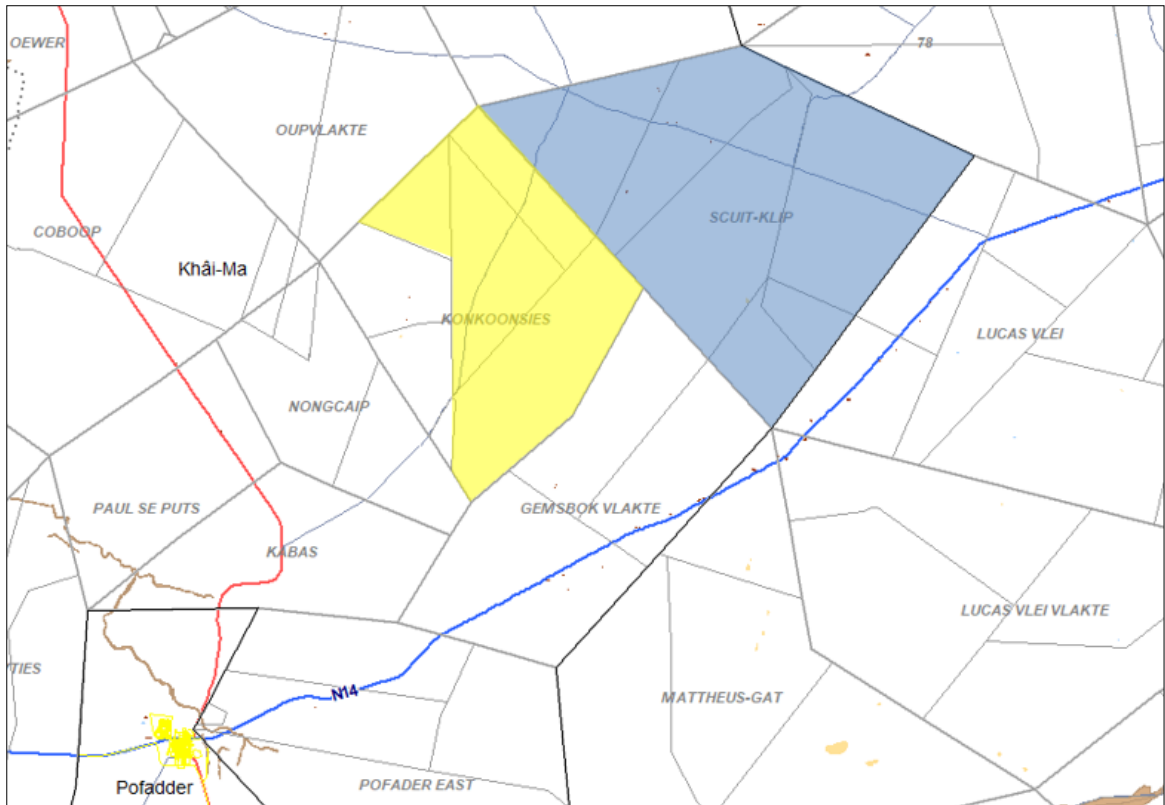 OEWER
78
OUPVLAKTE
SCUIT-KLIP
COBOOP
Khâi-Ma
KONKOONSIES
LUCAS VLEI
NONGCAIP
PAUL SE PUTS
GEMSBOK VLAKTE
KABAS
LUCAS VLEI VLAKTE
TIES
N14
MATTHEUS-GAT
Pofadder
POFADDER EAST